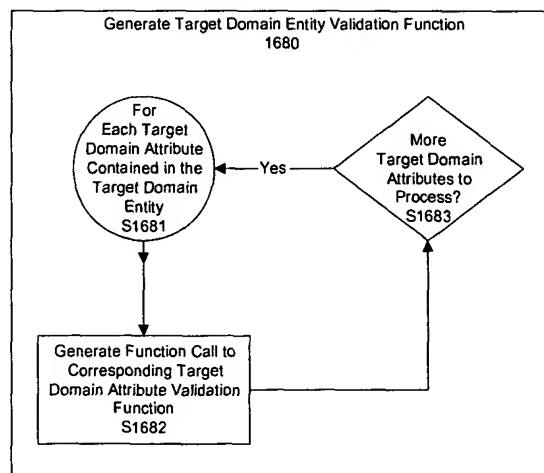 Generate Target Domain Entity Validation Function
1680
For
Each Target
Domain Attribute
Contained in the
Target Domain
Entity
S1681
Yes
More
Target Domain
Attributes to
Process?
S1683
Generate Function Call to
Corresponding Target
Domain Attribute Validation
Function
S1682